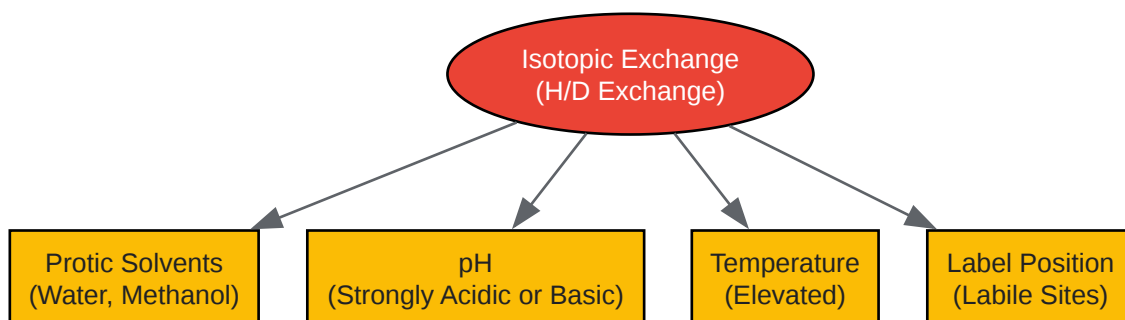 Isotopic Exchange
(H/D Exchange)
Protic Solvents
(Water, Methanol)
pH
(Strongly Acidic or Basic)
Temperature
(Elevated)
Label Position
(Labile Sites)